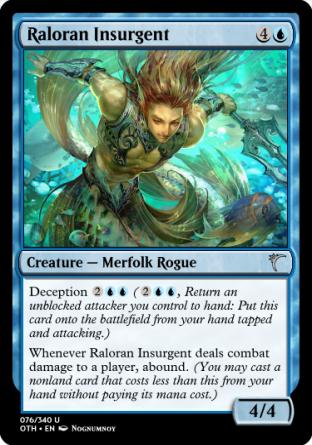 Raloran Insurgent 4
Creature — Merfolk Rogue
Deception 2 ( 2, Return an
unblocked attacker you control to hand: Put this
card onto the battlefield from your hand tapped
and attacking.)
Whenever Raloran Insurgent deals combat
damage to a player, abound. (You may cast a
nonland card that costs less than this from your
hand without paying its mana cost.)
076/340 U
OTH • EN Nognumnoy
4/4